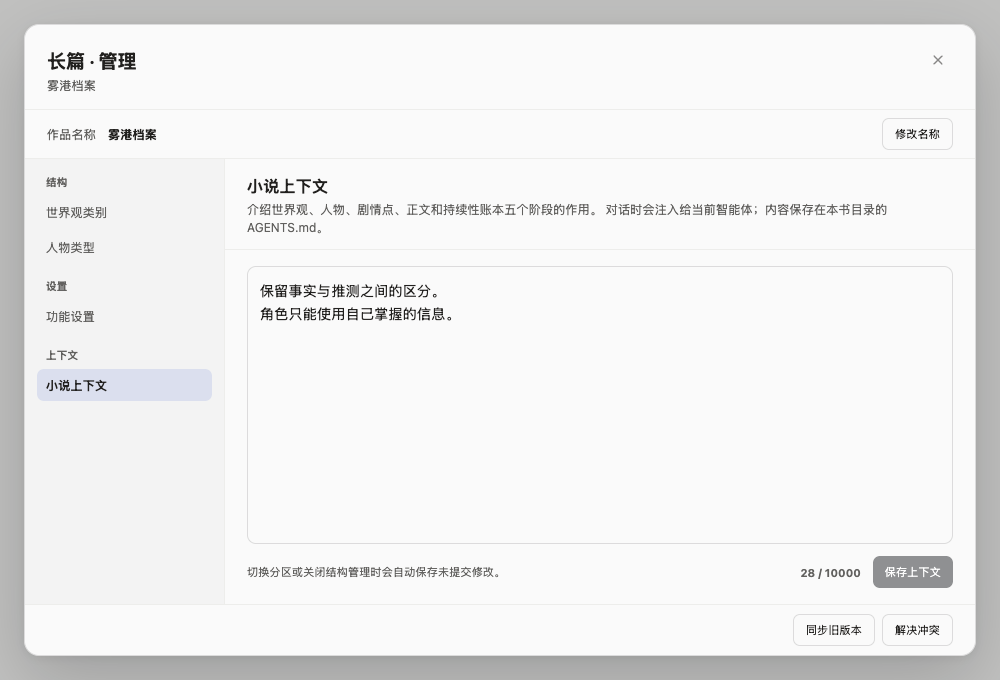 长篇 · 管理
雾港档案
作品名称 雾港档案
修改名称
结构
世界观类别
人物类型
设置
功能设置
上下文
小说上下文
小说上下文
介绍世界观、人物、剧情点、正文和持续性账本五个阶段的作用。 对话时会注入给当前智能体；内容保存在本书目录的
AGENTS.md。
保留事实与推测之间的区分。
角色只能使用自己掌握的信息。
切换分区或关闭结构管理时会自动保存未提交修改。
28 / 10000
保存上下文
同步旧版本
解决冲突